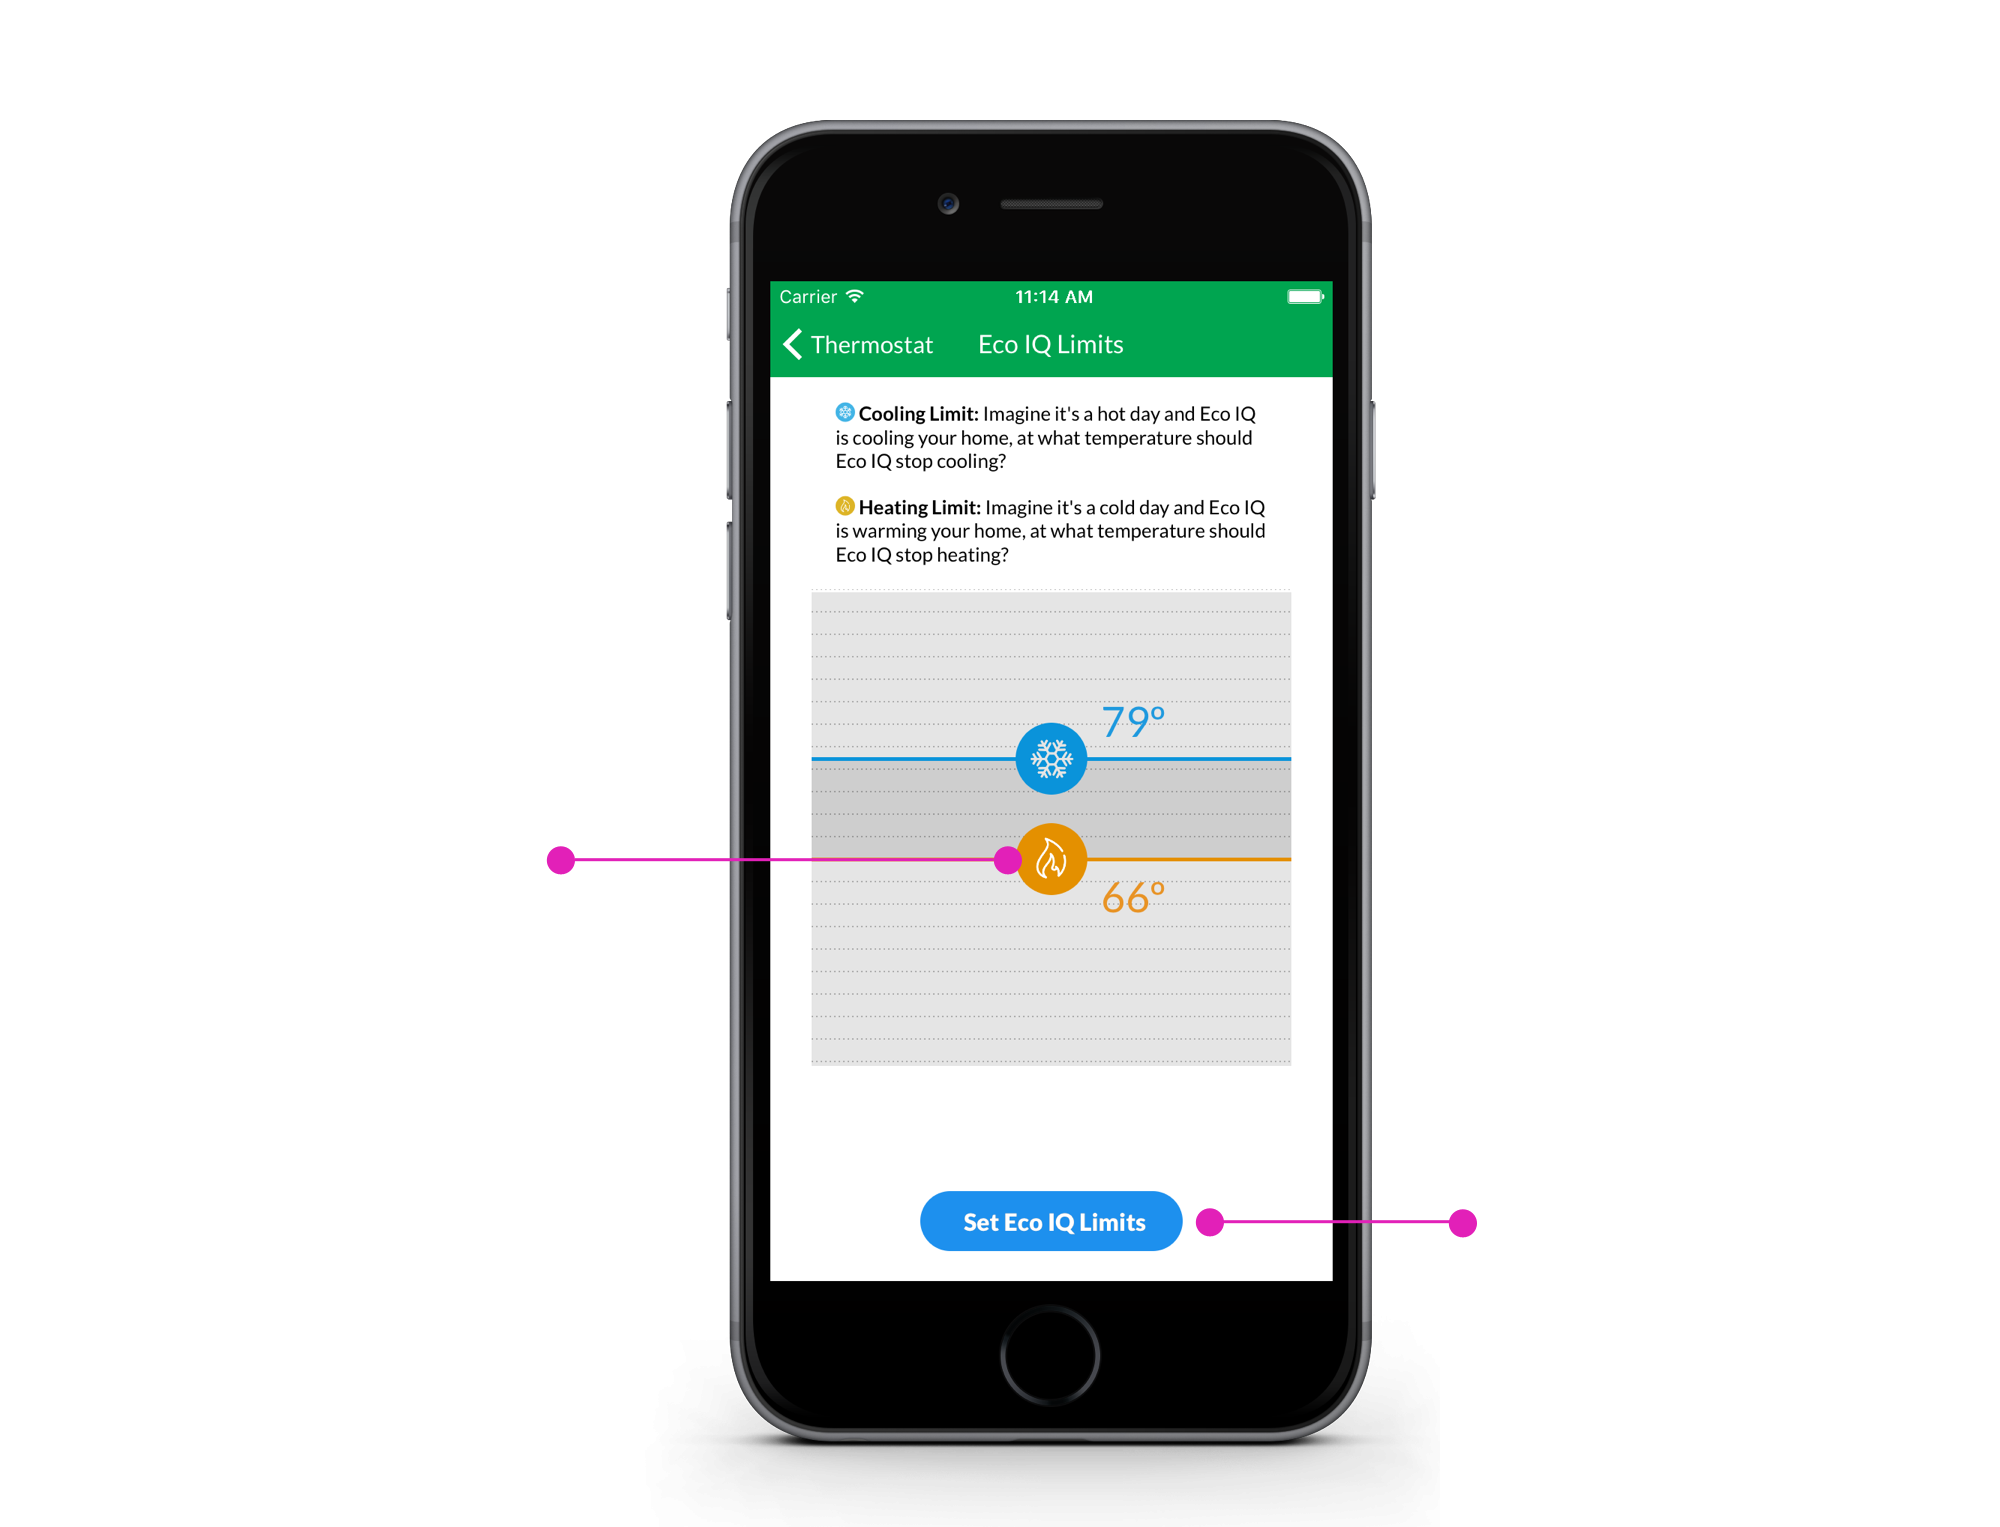 Carrier 11:14 AM
Thermostat Eco IQ Limits
Cooling Limit: Imagine it's a hot day and Eco IQ
is cooling your home, at what temperature should
Eco IQ stop cooling?
Heating Limit: Imagine it's a cold day and Eco IQ
is warming your home, at what temperature should
Eco IQ stop heating?
79º
66º
Set Eco IQ Limits